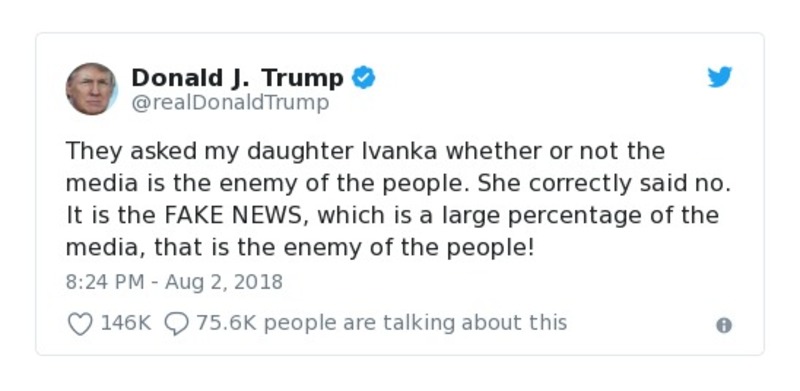 Donald J. Trump
@realDonaldTrump
They asked my daughter Ivanka whether or not the
media is the enemy of the people. She correctly said no.
It is the FAKE NEWS, which is a large percentage of the
media, that is the enemy of the people!
8:24 PM - Aug 2, 2018
146K 75.6K people are talking about this